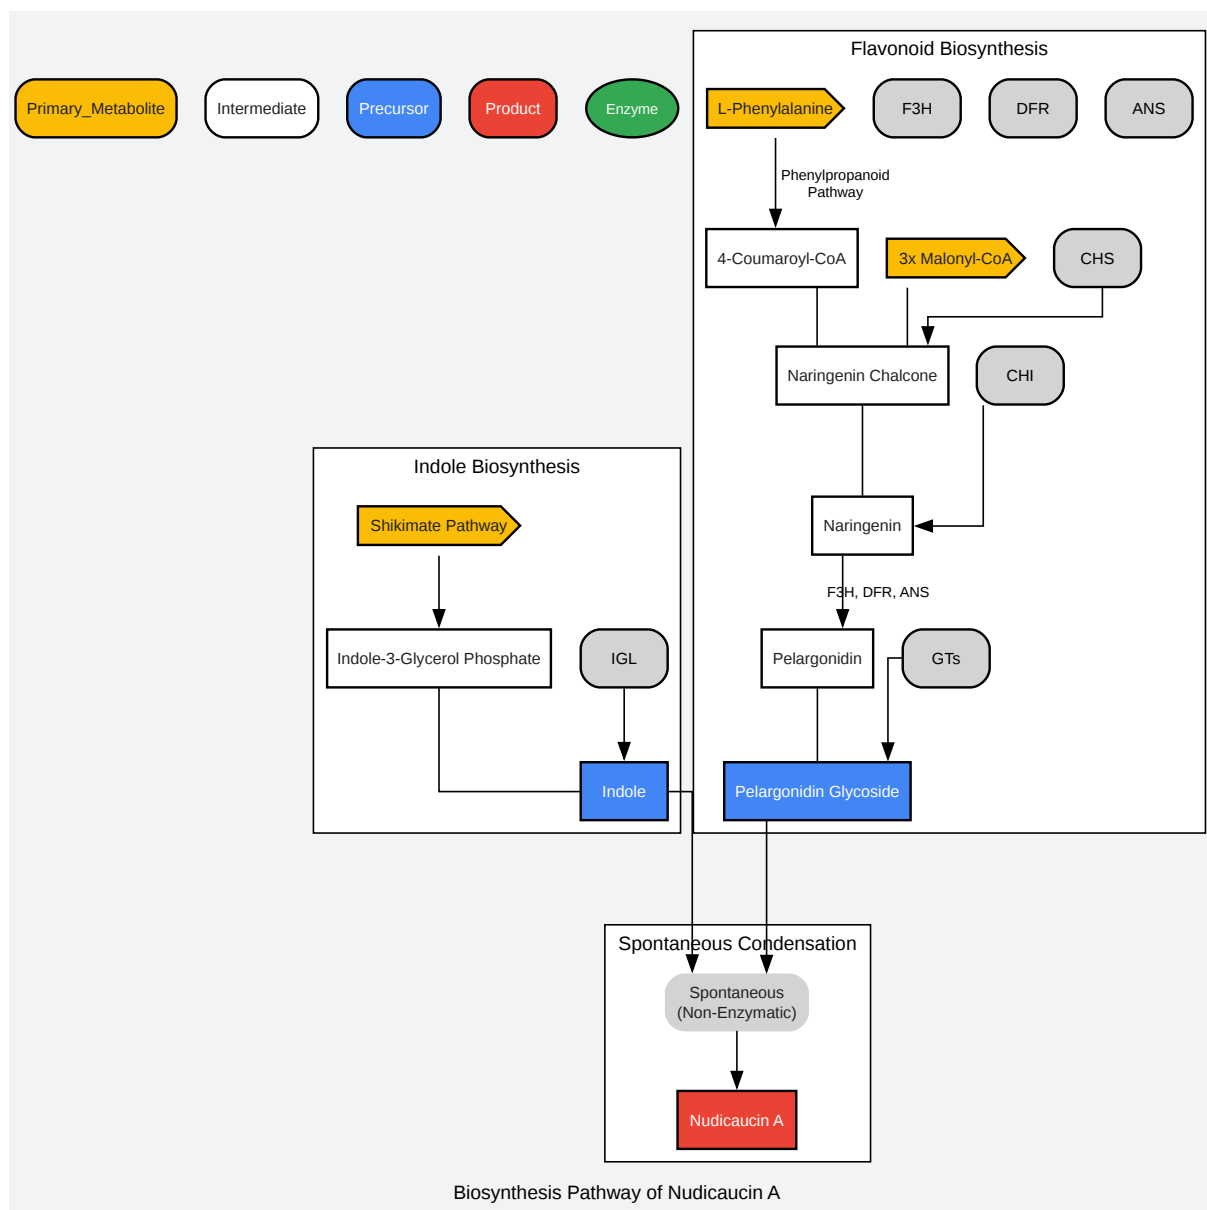 Flavonoid Biosynthesis
Primary_Metabolite
Intermediate
Precursor
Product
Enzyme
L-Phenylalanine
F3H
DFR
ANS
Phenylpropanoid
Pathway
4-Coumaroyl-CoA
3x Malonyl-CoA
CHS
Naringenin Chalcone
CHI
Indole Biosynthesis
Shikimate Pathway
Naringenin
F3H, DFR, ANS
Indole-3-Glycerol Phosphate
IGL
Pelargonidin
GTs
Indole
Pelargonidin Glycoside
Spontaneous Condensation
Spontaneous
(Non-Enzymatic)
Nudicaucin A
Biosynthesis Pathway of Nudicaucin A